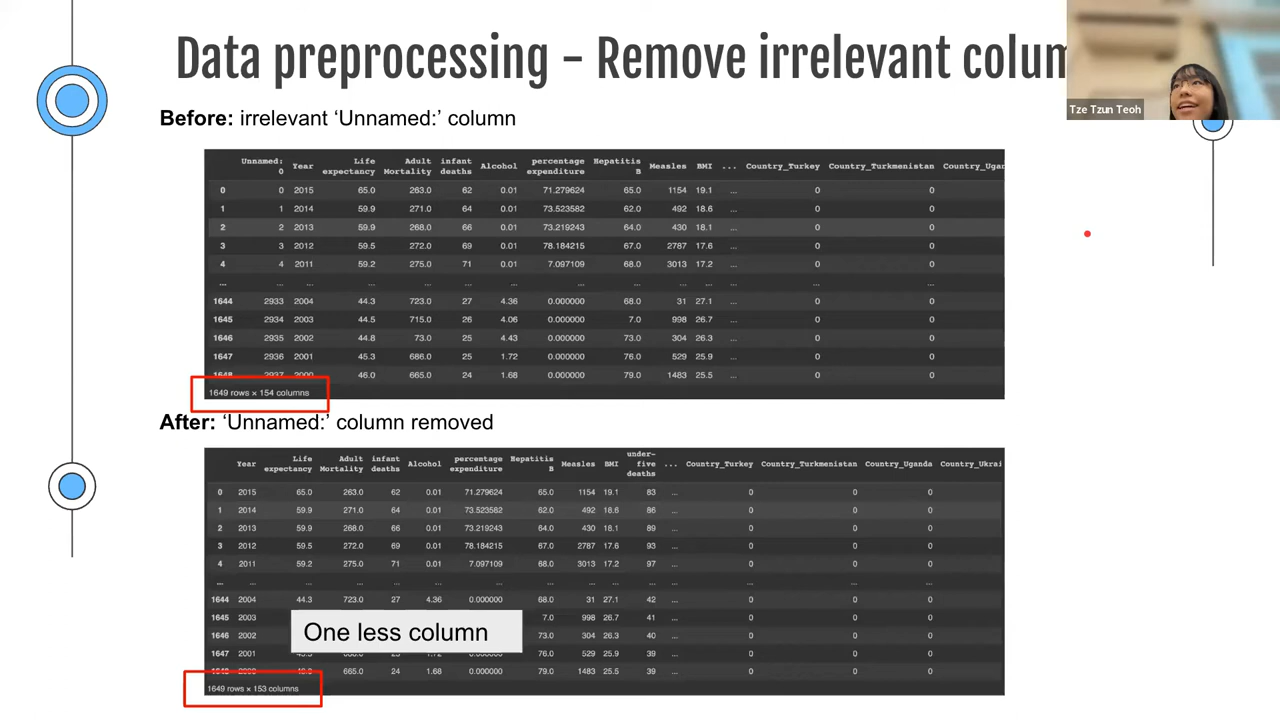 Data preprocessing - Remove irrelevant colum
Tze Tzun Teoh
Before: irrelevant ‘Unnamed:’ column
Unnamed: 0 Year Life expectancy Adult Mortality infant deaths Alcohol percentage expenditure Hepatitis B Measles BMI ... Country_Turkey Country_Turkmenistan Country_Ugan
0 0 2015 65.0 263.0 62 0.01 71.279624 65.0 1154 19.1 ... 0 0
1 1 2014 59.9 271.0 64 0.01 73.523582 62.0 492 18.6 ... 0 0
2 2 2013 59.9 268.0 66 0.01 73.219243 64.0 430 18.1 ... 0 0
3 3 2012 59.5 272.0 69 0.01 78.184215 67.0 2787 17.6 ... 0 0
4 4 2011 59.2 275.0 71 0.01 7.097109 68.0 3013 17.2 ... 0 0
... ... ... ... ... ... ... ... ... ... ... ... ... ...
1644 2933 2004 44.3 723.0 27 4.36 0.000000 68.0 31 27.1 ... 0 0
1645 2934 2003 44.5 715.0 26 4.06 0.000000 7.0 998 26.7 ... 0 0
1646 2935 2002 44.8 73.0 25 4.43 0.000000 73.0 304 26.3 ... 0 0
1647 2936 2001 45.3 686.0 25 1.72 0.000000 76.0 529 25.9 ... 0 0
1648 2937 2000 46.0 665.0 24 1.68 0.000000 79.0 1483 25.5 ... 0 0
1649 rows × 154 columns
After: ‘Unnamed:’ column removed
Year Life expectancy Adult Mortality infant deaths Alcohol percentage expenditure Hepatitis B Measles BMI under-five deaths ... Country_Turkey Country_Turkmenistan Country_Uganda Country_Ukrai
0 2015 65.0 263.0 62 0.01 71.279624 65.0 1154 19.1 83 ... 0 0 0
1 2014 59.9 271.0 64 0.01 73.523582 62.0 492 18.6 86 ... 0 0 0
2 2013 59.9 268.0 66 0.01 73.219243 64.0 430 18.1 89 ... 0 0 0
3 2012 59.5 272.0 69 0.01 78.184215 67.0 2787 17.6 93 ... 0 0 0
4 2011 59.2 275.0 71 0.01 7.097109 68.0 3013 17.2 97 ... 0 0 0
... ... ... ... ... ... ... ... ... ... ... ... ... ... ...
1644 2004 44.3 723.0 27 4.36 0.000000 68.0 31 27.1 42 ... 0 0 0
1645 2003 7.0 998 26.7 41 ... 0 0 0
1646 2002 73.0 304 26.3 40 ... 0 0 0
One less column
1647 2001 76.0 529 25.9 39 ... 0 0 0
665.0 24 1.68 0.000000 79.0 1483 25.5 39 ... 0 0 0
1649 rows × 153 columns